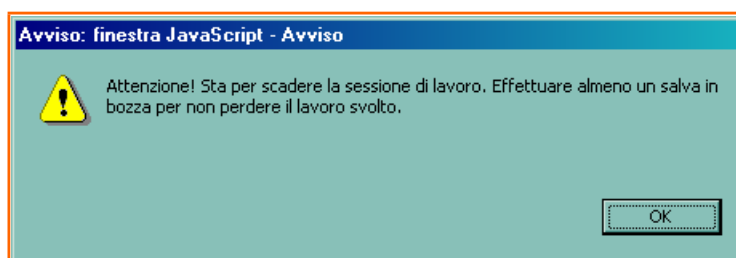 Avviso: finestra JavaScript - Avviso
Attenzione! Sta per scadere la sessione di lavoro. Effettuare almeno un salva in
bozza per non perdere il lavoro svolto.
OK